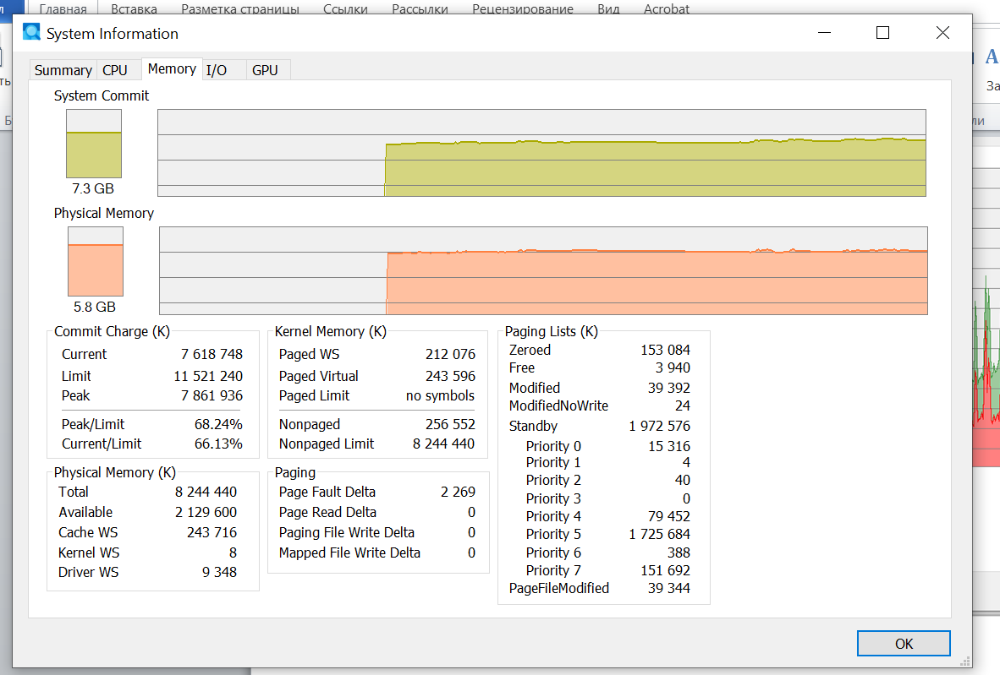 л Главная Вставка Разметка страницы Ссылки Рассылки Рецензирование Вид Acrobat
System Information
Summary CPU Memory I/O GPU
System Commit
7.3 GB
Physical Memory
5.8 GB
Commit Charge (K)
Current 7 618 748
Limit 11 521 240
Peak 7 861 936
Peak/Limit 68.24%
Current/Limit 66.13%
Physical Memory (K)
Total 8 244 440
Available 2 129 600
Cache WS 243 716
Kernel WS 8
Driver WS 9 348
Kernel Memory (K)
Paged WS 212 076
Paged Virtual 243 596
Paged Limit no symbols
Nonpaged 256 552
Nonpaged Limit 8 244 440
Paging
Page Fault Delta 2 269
Page Read Delta 0
Paging File Write Delta 0
Mapped File Write Delta 0
Paging Lists (K)
Zeroed 153 084
Free 3 940
Modified 39 392
ModifiedNoWrite 24
Standby 1 972 576
Priority 0 15 316
Priority 1 4
Priority 2 40
Priority 3 0
Priority 4 79 452
Priority 5 1 725 684
Priority 6 388
Priority 7 151 692
PageFileModified 39 344
OK
ть
Б
А
За
ли